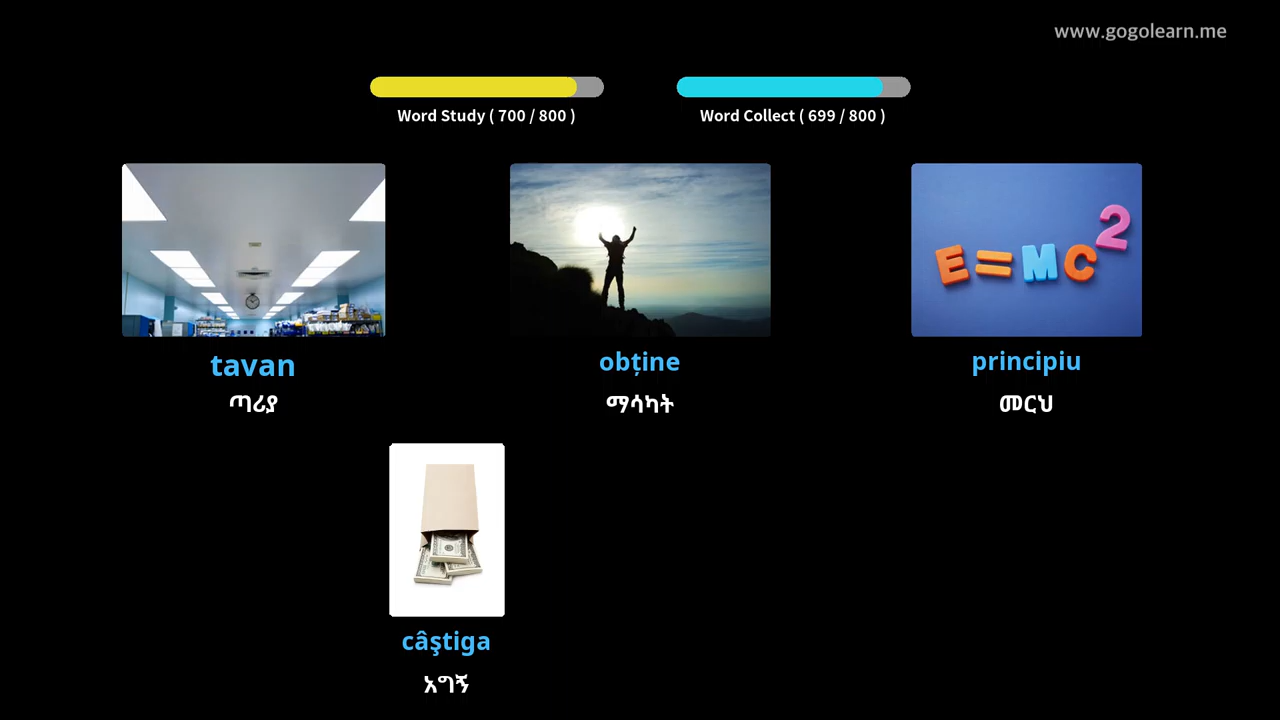 www.gogolearn.me
Word Study ( 700 / 800 )
Word Collect ( 699 / 800 )
E=MC2
tavan
ጣሪያ
obține
ማሳካት
principiu
መርህ
câştiga
አግኝ